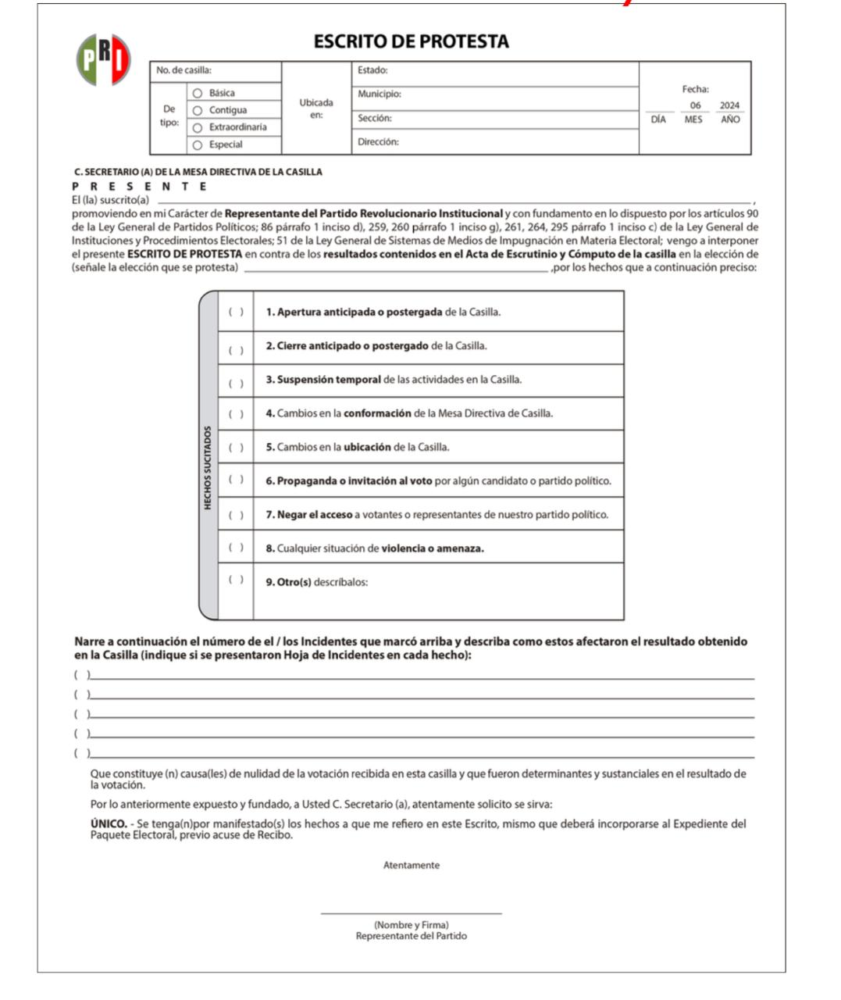 ESCRITO DE PROTESTA
PRI
No. de casilla:
De tipo:
Básica
Contigua
Extraordinaria
Especial
Ubicada en:
Estado:
Municipio:
Sección:
Dirección:
Fecha:
06 2024
DÍA MES AÑO
C. SECRETARIO (A) DE LA MESA DIRECTIVA DE LA CASILLA
P R E S E N T E
El (la) suscrito(a) ,
promoviendo en mi Carácter de Representante del Partido Revolucionario Institucional y con fundamento en lo dispuesto por los artículos 90
de la Ley General de Partidos Políticos; 86 párrafo 1 inciso d), 259, 260 párrafo 1 inciso g), 261, 264, 295 párrafo 1 inciso c) de la Ley General de
Instituciones y Procedimientos Electorales; 51 de la Ley General de Sistemas de Medios de Impugnación en Materia Electoral; vengo a interponer
el presente ESCRITO DE PROTESTA en contra de los resultados contenidos en el Acta de Escrutinio y Cómputo de la casilla en la elección de
(señale la elección que se protesta) ,por los hechos que a continuación preciso:
HECHOS SUCITADOS
( ) 1. Apertura anticipada o postergada de la Casilla.
( ) 2. Cierre anticipado o postergado de la Casilla.
( ) 3. Suspensión temporal de las actividades en la Casilla.
( ) 4. Cambios en la conformación de la Mesa Directiva de Casilla.
( ) 5. Cambios en la ubicación de la Casilla.
( ) 6. Propaganda o invitación al voto por algún candidato o partido político.
( ) 7. Negar el acceso a votantes o representantes de nuestro partido político.
( ) 8. Cualquier situación de violencia o amenaza.
( ) 9. Otro(s) descríbalos:
Narre a continuación el número de el / los Incidentes que marcó arriba y describa como estos afectaron el resultado obtenido
en la Casilla (indique si se presentaron Hoja de Incidentes en cada hecho):
( )
( )
( )
( )
( )
Que constituye (n) causa(les) de nulidad de la votación recibida en esta casilla y que fueron determinantes y sustanciales en el resultado de
la votación.
Por lo anteriormente expuesto y fundado, a Usted C. Secretario (a), atentamente solicito se sirva:
ÚNICO. - Se tenga(n)por manifestado(s) los hechos a que me refiero en este Escrito, mismo que deberá incorporarse al Expediente del
Paquete Electoral, previo acuse de Recibo.
Atentamente
(Nombre y Firma)
Representante del Partido